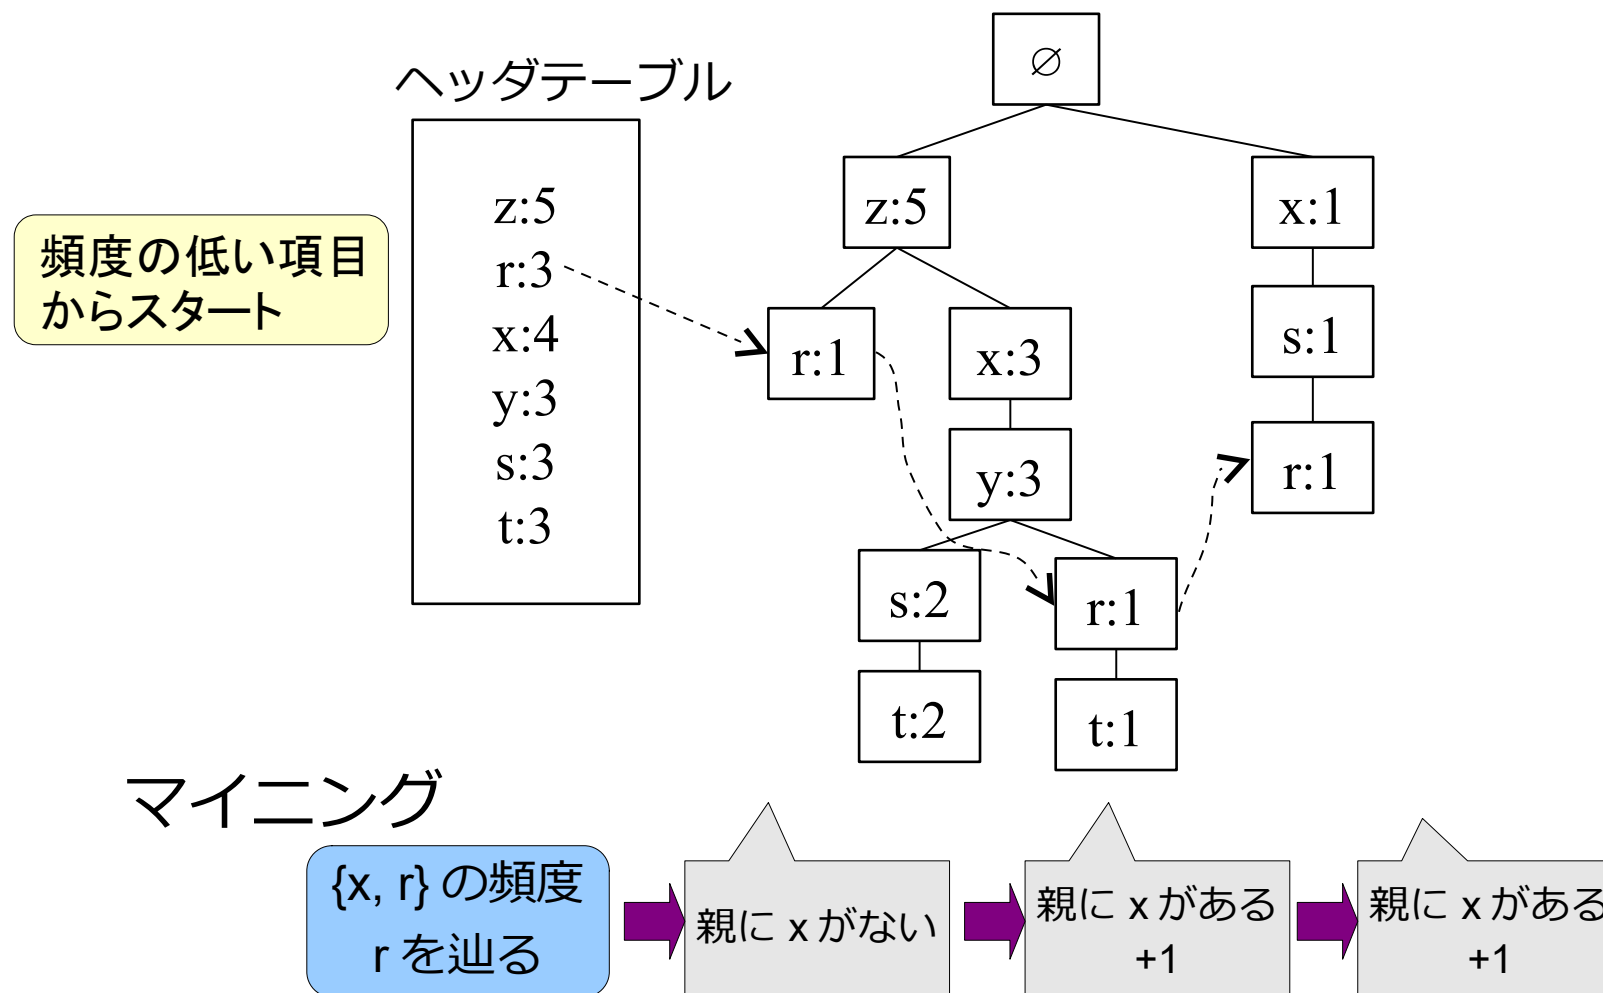 ∅
ヘッダテーブル
z:5
r:3
x:4
y:3
s:3
t:3
頻度の低い項目
からスタート
z:5
x:1
r:1
x:3
s:1
y:3
r:1
s:2
r:1
t:2
t:1
マイニング
{x, r} の頻度
r を辿る
親に x がない
親に x がある
+1
親に x がある
+1